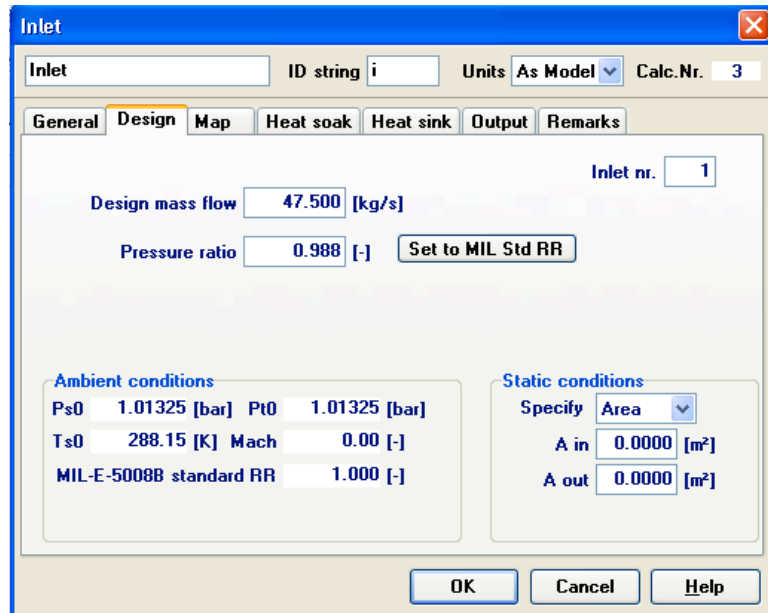 Inlet
Inlet ID string i Units As Model Calc.Nr. 3
General Design Map Heat soak Heat sink Output Remarks
Inlet nr. 1
Design mass flow 47.500 [kg/s]
Pressure ratio 0.988 [-] Set to MIL Std RR
Ambient conditions
Ps0 1.01325 [bar] Pt0 1.01325 [bar]
Ts0 288.15 [K] Mach 0.00 [-]
MIL-E-5008B standard RR 1.000 [-]
Static conditions
Specify Area
A in 0.0000 [m²]
A out 0.0000 [m²]
OK Cancel Help